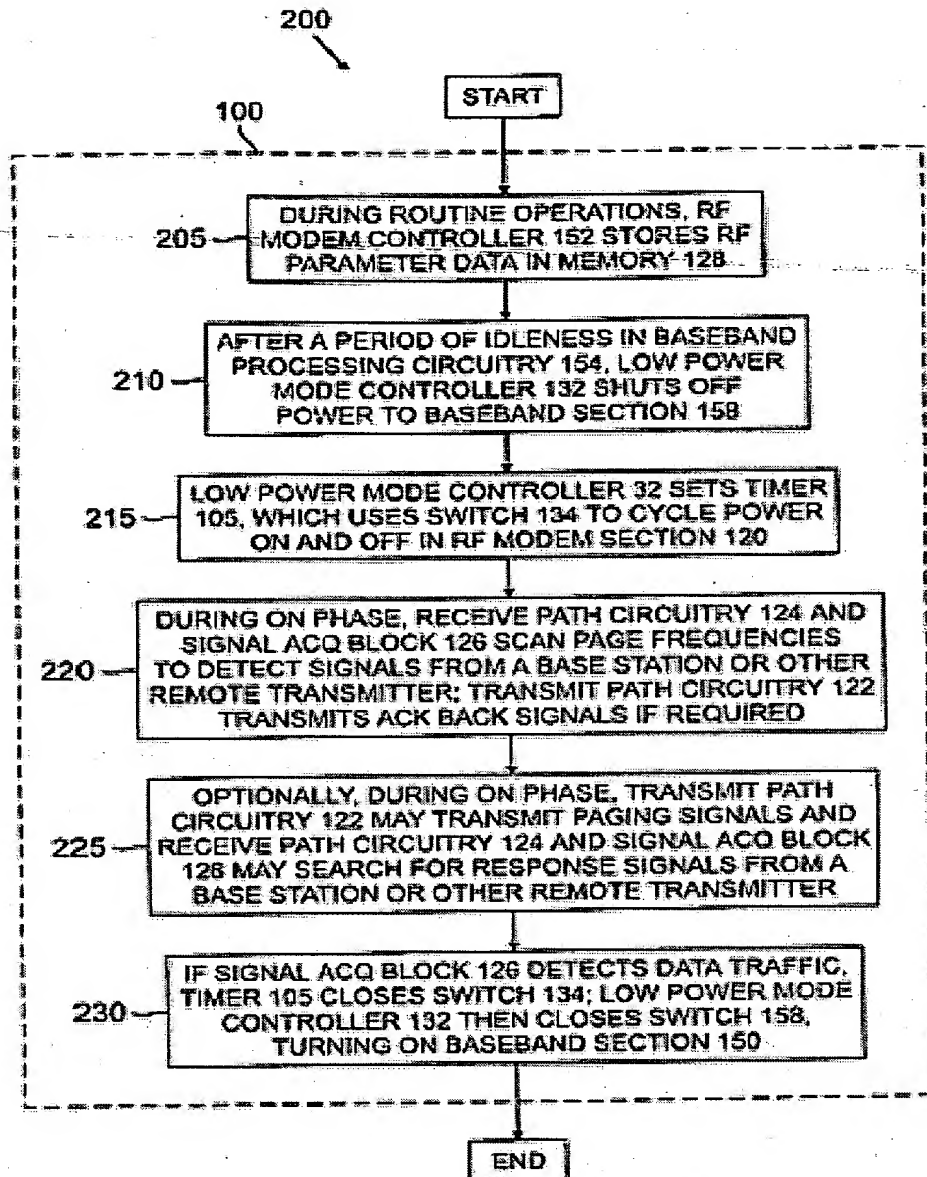 200
START
100
205
DURING ROUTINE OPERATIONS, RF
MODEM CONTROLLER 152 STORES RF
PARAMETER DATA IN MEMORY 128
210
AFTER A PERIOD OF IDLENESS IN BASEBAND
PROCESSING CIRCUITRY 154, LOW POWER
MODE CONTROLLER 132 SHUTS OFF
POWER TO BASEBAND SECTION 158
215
LOW POWER MODE CONTROLLER 32 SETS TIMER
105, WHICH USES SWITCH 134 TO CYCLE POWER
ON AND OFF IN RF MODEM SECTION 120
220
DURING ON PHASE, RECEIVE PATH CIRCUITRY 124 AND
SIGNAL ACQ BLOCK 126 SCAN PAGE FREQUENCIES
TO DETECT SIGNALS FROM A BASE STATION OR OTHER
REMOTE TRANSMITTER; TRANSMIT PATH CIRCUITRY 122
TRANSMITS ACK BACK SIGNALS IF REQUIRED
225
OPTIONALLY, DURING ON PHASE, TRANSMIT PATH
CIRCUITRY 122 MAY TRANSMIT PAGING SIGNALS AND
RECEIVE PATH CIRCUITRY 124 AND SIGNAL ACQ BLOCK
126 MAY SEARCH FOR RESPONSE SIGNALS FROM A
BASE STATION OR OTHER REMOTE TRANSMITTER
230
IF SIGNAL ACQ BLOCK 126 DETECTS DATA TRAFFIC,
TIMER 105 CLOSES SWITCH 134; LOW POWER MODE
CONTROLLER 132 THEN CLOSES SWITCH 158,
TURNING ON BASEBAND SECTION 150
END